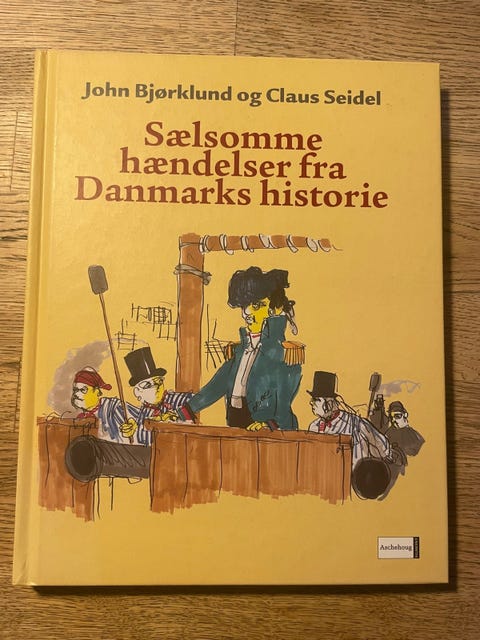 John Bjørklund og Claus Seidel
Sælsomme
hændelser fra
Danmarks historie
Aschehoug